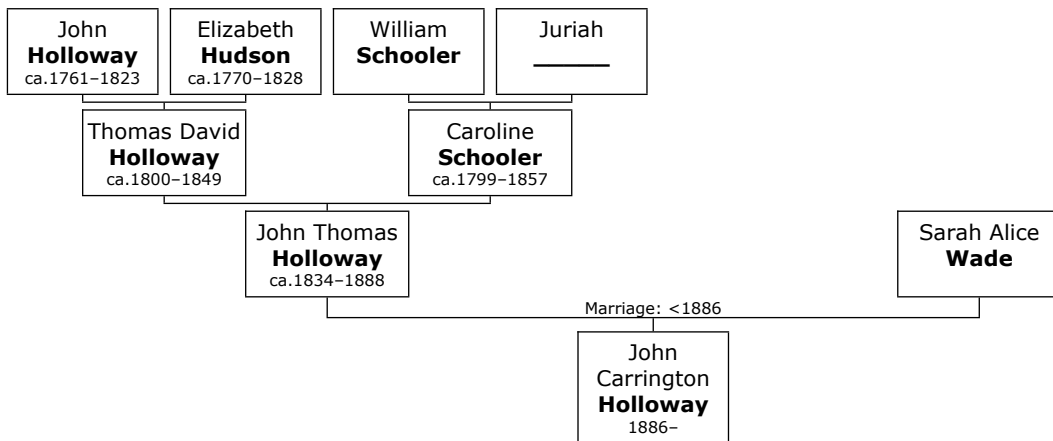 John
Holloway
ca.1761–1823
Elizabeth
Hudson
ca.1770–1828
William
Schooler
Juriah
______
Thomas David
Holloway
ca.1800–1849
Caroline
Schooler
ca.1799–1857
John Thomas
Holloway
ca.1834–1888
Sarah Alice
Wade
Marriage: <1886
John
Carrington
Holloway
1886–